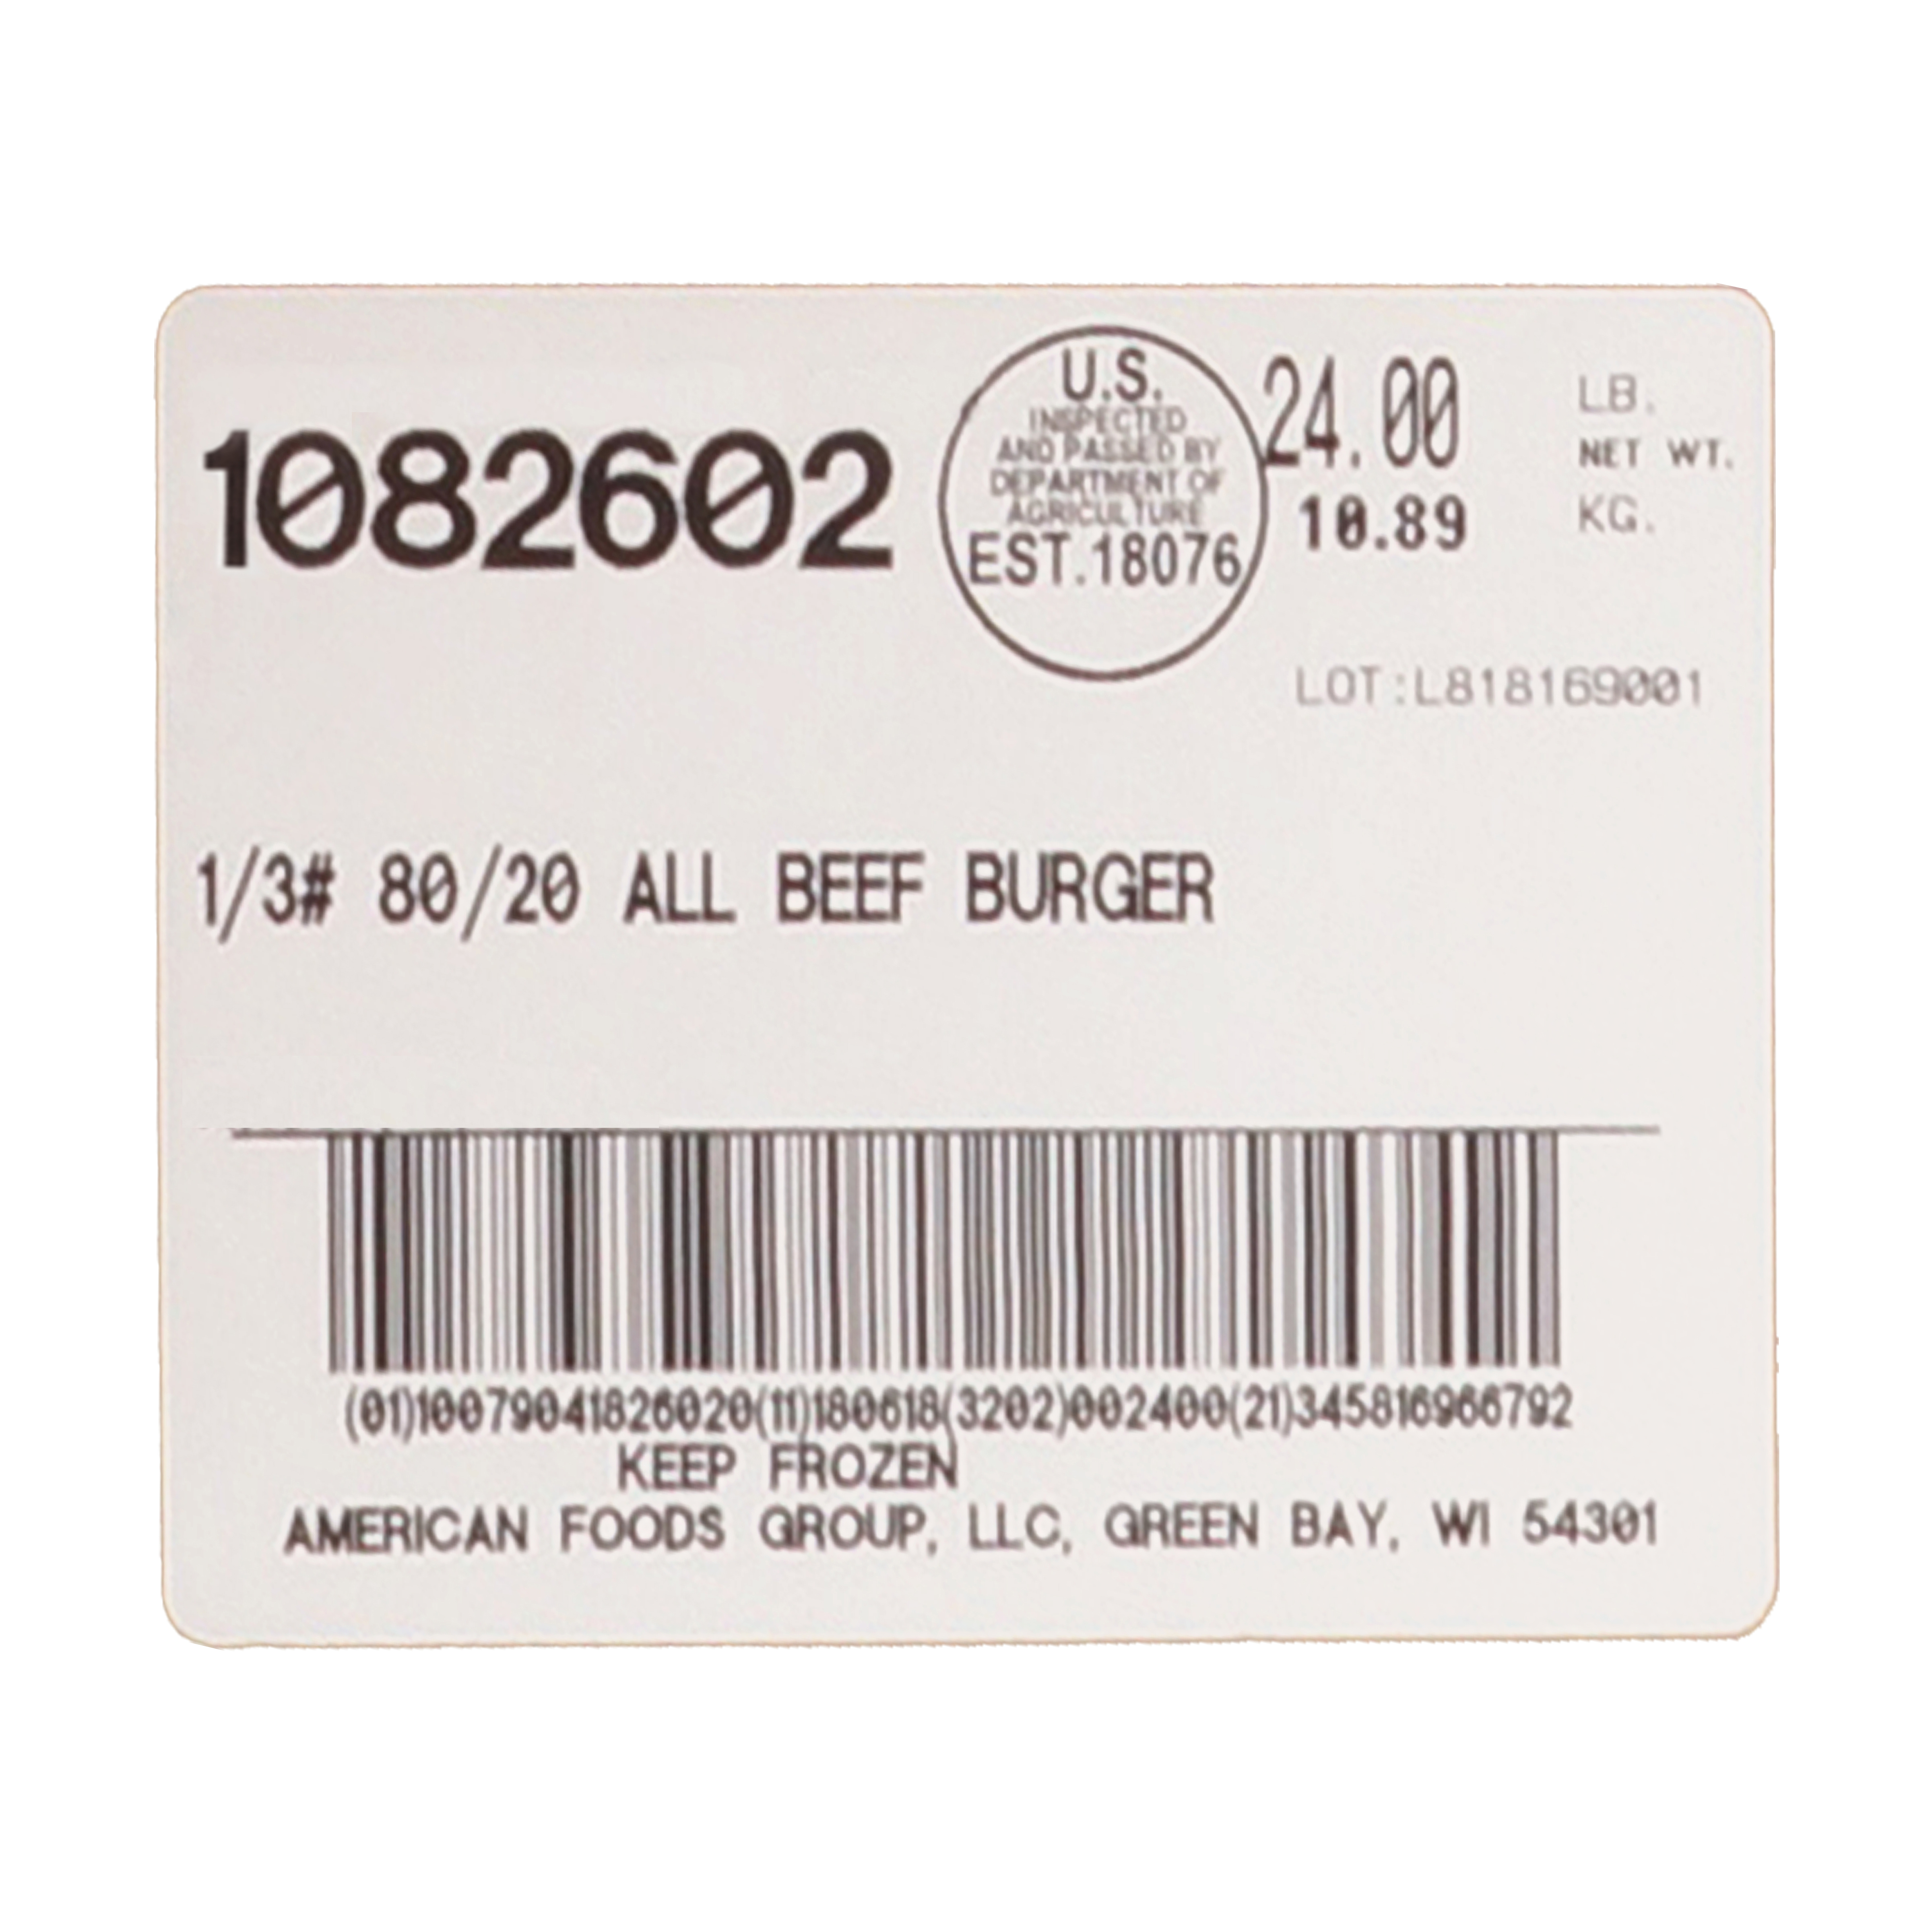 1082602
U.S.
INSPECTED
AND PASSED BY
DEPARTMENT OF
AGRICULTURE
EST.18076
24.00 LB.
NET WT.
10.89 KG.
LOT:L818169001
1/3# 80/20 ALL BEEF BURGER
(01)10079041826020(11)180618(3202)002400(21)345816966792
KEEP FROZEN
AMERICAN FOODS GROUP, LLC, GREEN BAY, WI 54301